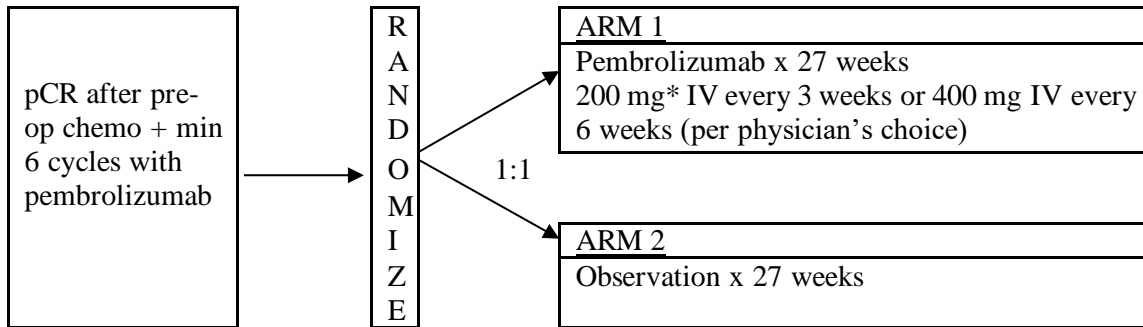 pCR after pre-
op chemo + min
6 cycles with
pembrolizumab
R
A
N
D
O
M
I
Z
E
1:1
ARM 1
Pembrolizumab x 27 weeks
200 mg* IV every 3 weeks or 400 mg IV every
6 weeks (per physician’s choice)
ARM 2
Observation x 27 weeks